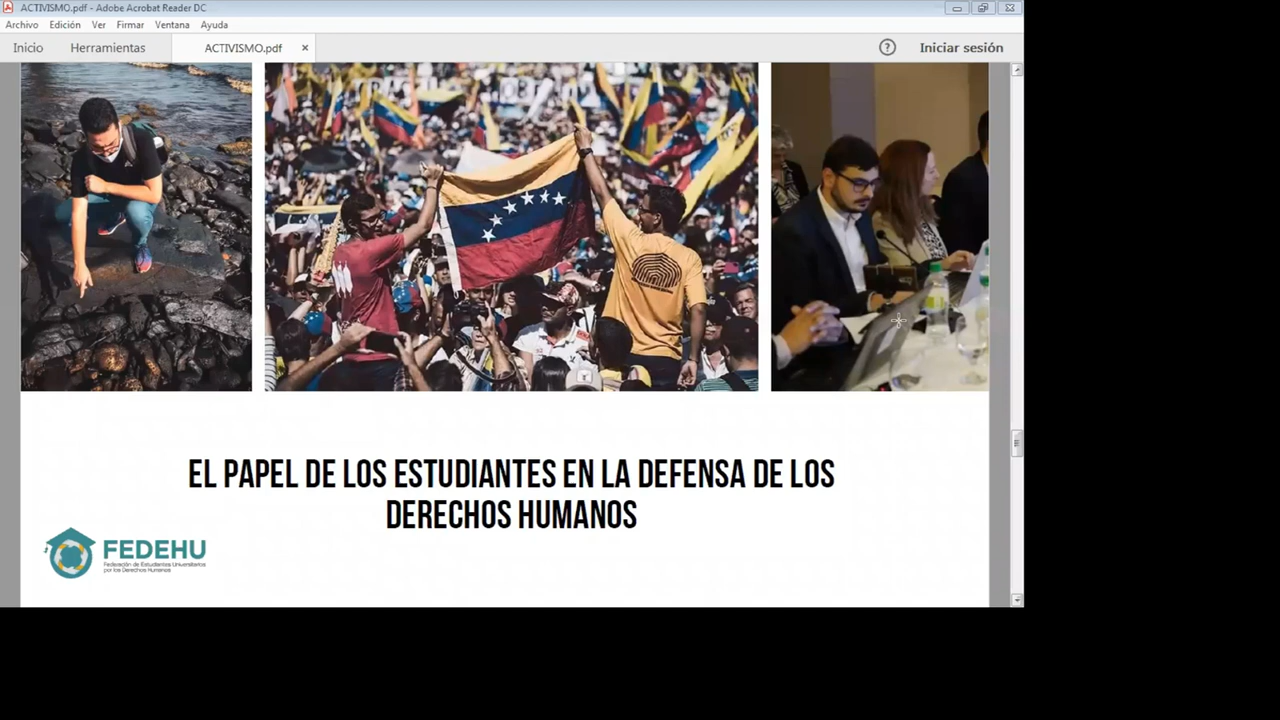 ACTIVISMO.pdf - Adobe Acrobat Reader DC
Archivo Edición Ver Firmar Ventana Ayuda
Inicio Herramientas ACTIVISMO.pdf × ? Iniciar sesión
EL PAPEL DE LOS ESTUDIANTES EN LA DEFENSA DE LOS
DERECHOS HUMANOS
FEDEHU
Federación de Estudiantes Universitarios
por los Derechos Humanos